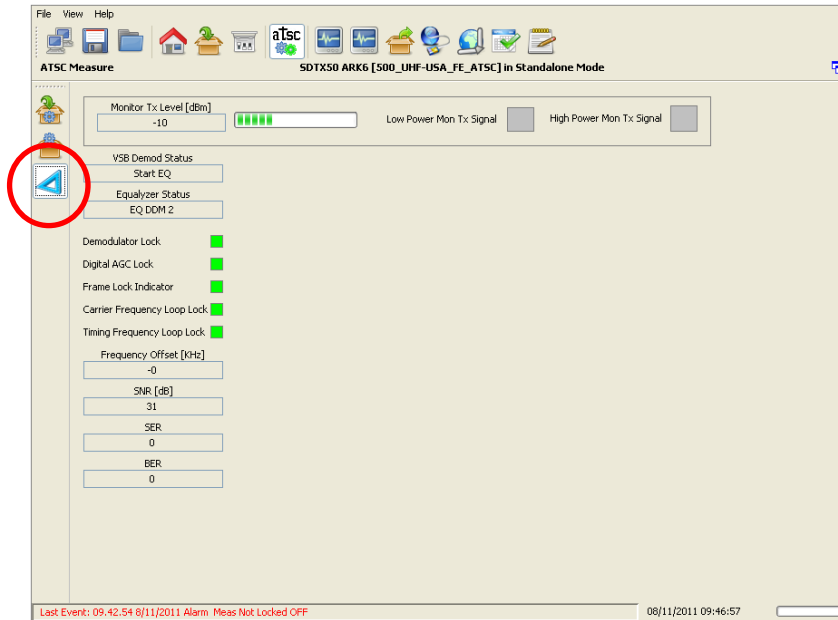 File View Help
aTSC
ATSC Measure SDTX50 ARK6 [500_UHF-USA_FE_ATSC] in Standalone Mode
Monitor Tx Level [dBm]
-10
Low Power Mon Tx Signal High Power Mon Tx Signal
VSB Demod Status
Start EQ
Equalyzer Status
EQ DDM 2
Demodulator Lock
Digital AGC Lock
Frame Lock Indicator
Carrier Frequency Loop Lock
Timing Frequency Loop Lock
Frequency Offset [KHz]
-0
SNR [dB]
31
SER
0
BER
0
Last Event: 09.42.54 8/11/2011 Alarm Meas Not Locked OFF 08/11/2011 09:46:57